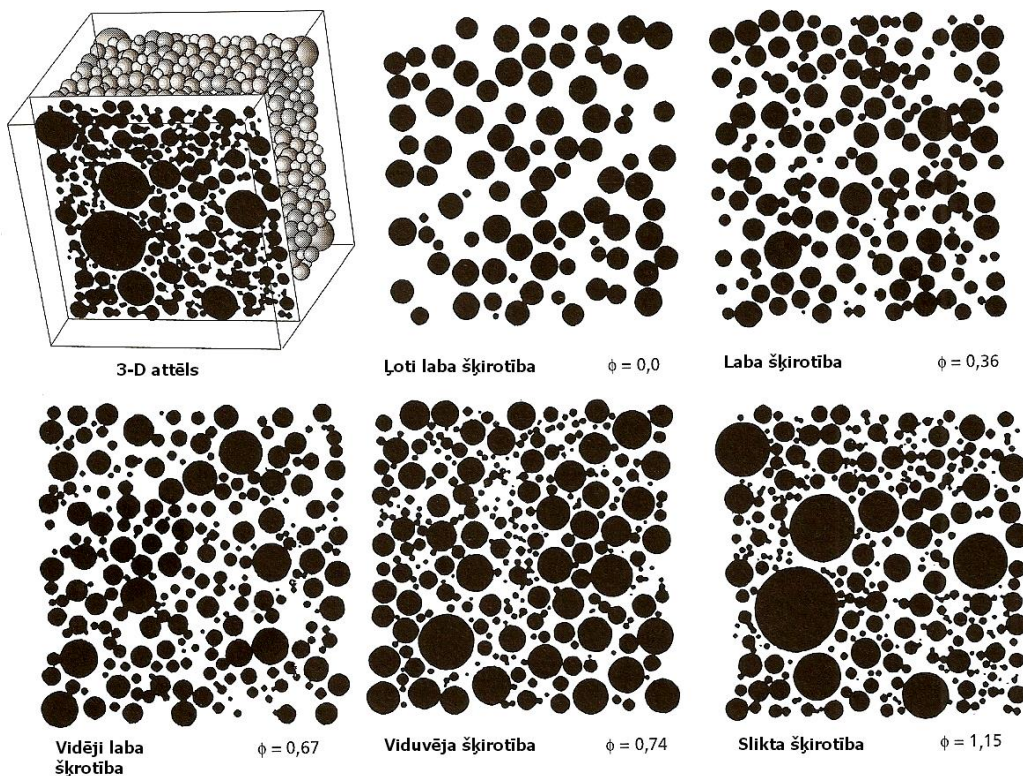 3-D attēls
Ļoti laba šķirotība ϕ = 0,0
Laba šķirotība ϕ = 0,36
Vidēji laba
šķrotība
ϕ = 0,67
Viduvēja šķirotība ϕ = 0,74
Slikta šķirotība ϕ = 1,15